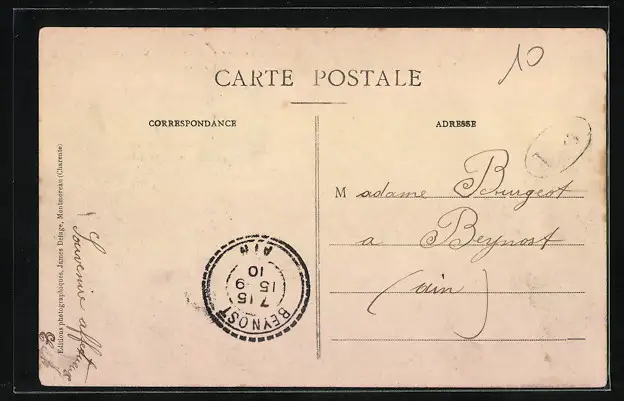 10
CARTE POSTALE
CORRESPONDANCE
ADRESSE
Madame Burgeot
a Beynost
(ain)
Souvenir affectueux
Editions photographiques, James Delage, Montmoreau (Charente)
BEYNOST
7 15
15 - 9
10
AIN